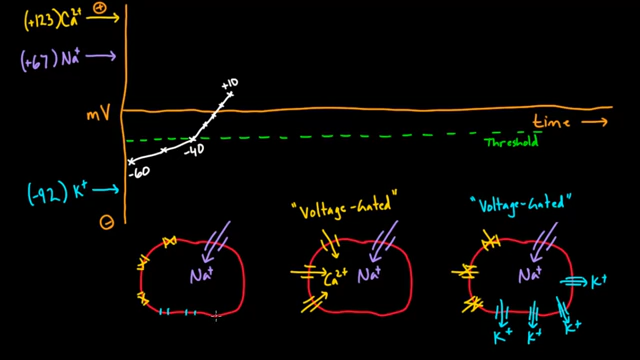 (+123) Ca²⁺ +
(+67) Na⁺
+10
mV
time
-60
-40
Threshold
(-92) K⁺
-
"Voltage-Gated"
"Voltage-Gated"
Na⁺
Ca²⁺
Na⁺
Na⁺
K⁺
K⁺
K⁺
K⁺